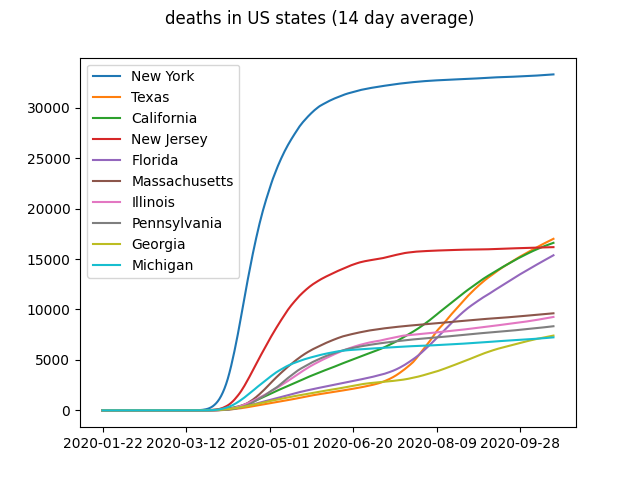 deaths in US states (14 day average)
New York
Texas
California
New Jersey
Florida
Massachusetts
Illinois
Pennsylvania
Georgia
Michigan
30000
25000
20000
15000
10000
5000
0
2020-01-22 2020-03-12 2020-05-01 2020-06-20 2020-08-09 2020-09-28